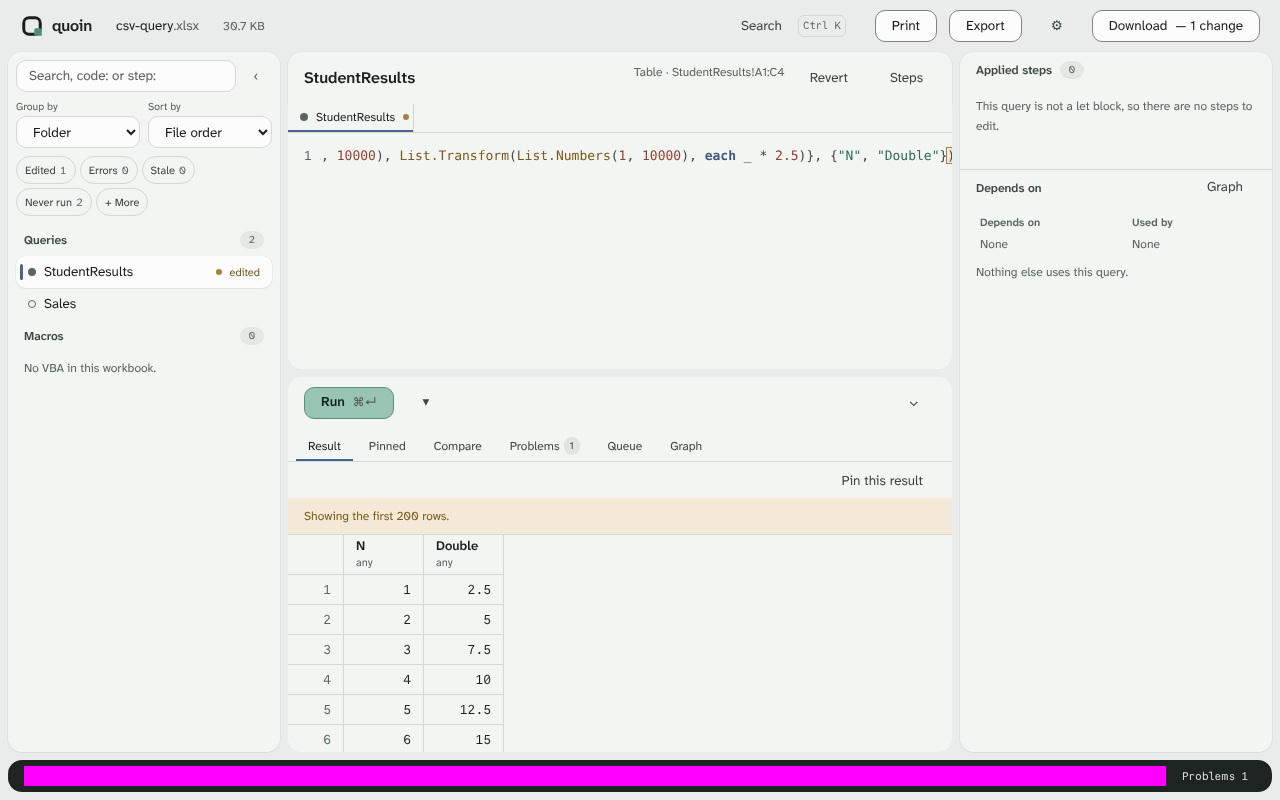 quoin csv-query.xlsx 30.7 KB Search Ctrl K Print Export ⚙ Download — 1 change
Search, code: or step: ‹
Group by Sort by
Folder File order
Edited 1 Errors 0 Stale 0
Never run 2 + More
Queries 2
StudentResults edited
Sales
Macros 0
No VBA in this workbook.
StudentResults Table · StudentResults!A1:C4 Revert Steps
StudentResults
1 , 10000), List.Transform(List.Numbers(1, 10000), each _ * 2.5)}, {"N", "Double"})
Run ⌘↵ ▼
Result Pinned Compare Problems 1 Queue Graph
Pin this result
Showing the first 200 rows.
N Double
any any
1 1 2.5
2 2 5
3 3 7.5
4 4 10
5 5 12.5
6 6 15
Applied steps 0
This query is not a let block, so there are no steps to
edit.
Depends on Graph
Depends on Used by
None None
Nothing else uses this query.
Problems 1